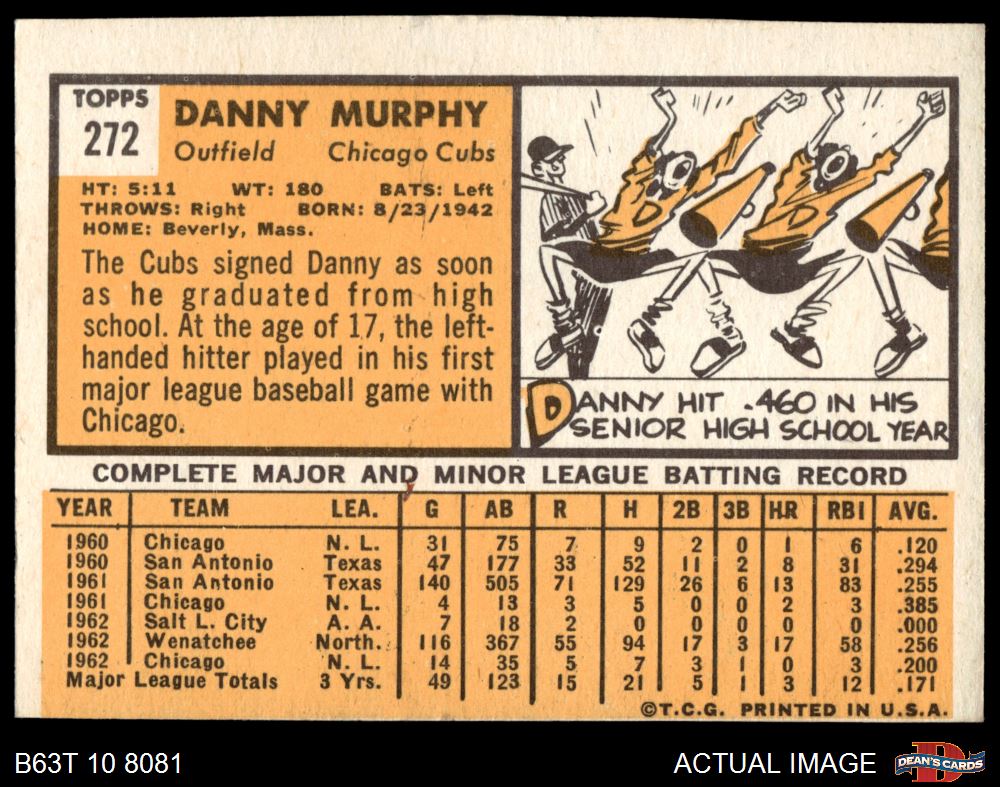 TOPPS
272
DANNY MURPHY
Outfield Chicago Cubs
HT: 5:11 WT: 180 BATS: Left
THROWS: Right BORN: 8/23/1942
HOME: Beverly, Mass.
The Cubs signed Danny as soon
as he graduated from high
school. At the age of 17, the left-
handed hitter played in his first
major league baseball game with
Chicago.
D D
DANNY HIT .460 IN HIS
SENIOR HIGH SCHOOL YEAR
COMPLETE MAJOR AND MINOR LEAGUE BATTING RECORD
YEAR TEAM LEA. G AB R H 2B 3B HR RBI AVG.
1960 Chicago N. L. 31 75 7 9 2 0 1 6 .120
1960 San Antonio Texas 47 177 33 52 11 2 8 31 .294
1961 San Antonio Texas 140 505 71 129 26 6 13 83 .255
1961 Chicago N. L. 4 13 3 5 0 0 2 3 .385
1962 Salt L. City A. A. 7 18 2 0 0 0 0 0 .000
1962 Wenatchee North. 116 367 55 94 17 3 17 58 .256
1962 Chicago N. L. 14 35 5 7 3 1 0 3 .200
Major League Totals 3 Yrs. 49 123 15 21 5 1 3 12 .171
©T.C.G. PRINTED IN U.S.A.
B63T 10 8081 ACTUAL IMAGE
D
DEAN'S CARDS